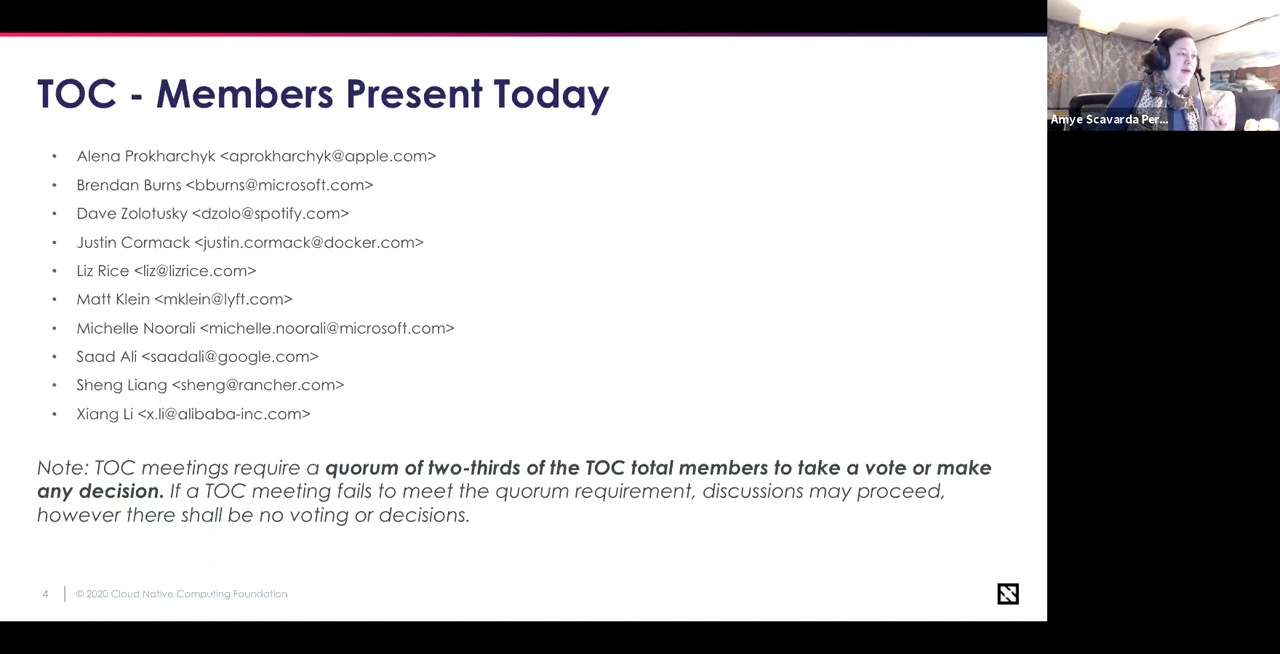 TOC - Members Present Today
Amye Scavarda Per...
• Alena Prokharchyk <aprokharchyk@apple.com>
• Brendan Burns <bburns@microsoft.com>
• Dave Zolotusky <dzolo@spotify.com>
• Justin Cormack <justin.cormack@docker.com>
• Liz Rice <liz@lizrice.com>
• Matt Klein <mklein@lyft.com>
• Michelle Noorali <michelle.noorali@microsoft.com>
• Saad Ali <saadali@google.com>
• Sheng Liang <sheng@rancher.com>
• Xiang Li <x.li@alibaba-inc.com>
Note: TOC meetings require a quorum of two-thirds of the TOC total members to take a vote or make
any decision. If a TOC meeting fails to meet the quorum requirement, discussions may proceed,
however there shall be no voting or decisions.
4 © 2020 Cloud Native Computing Foundation